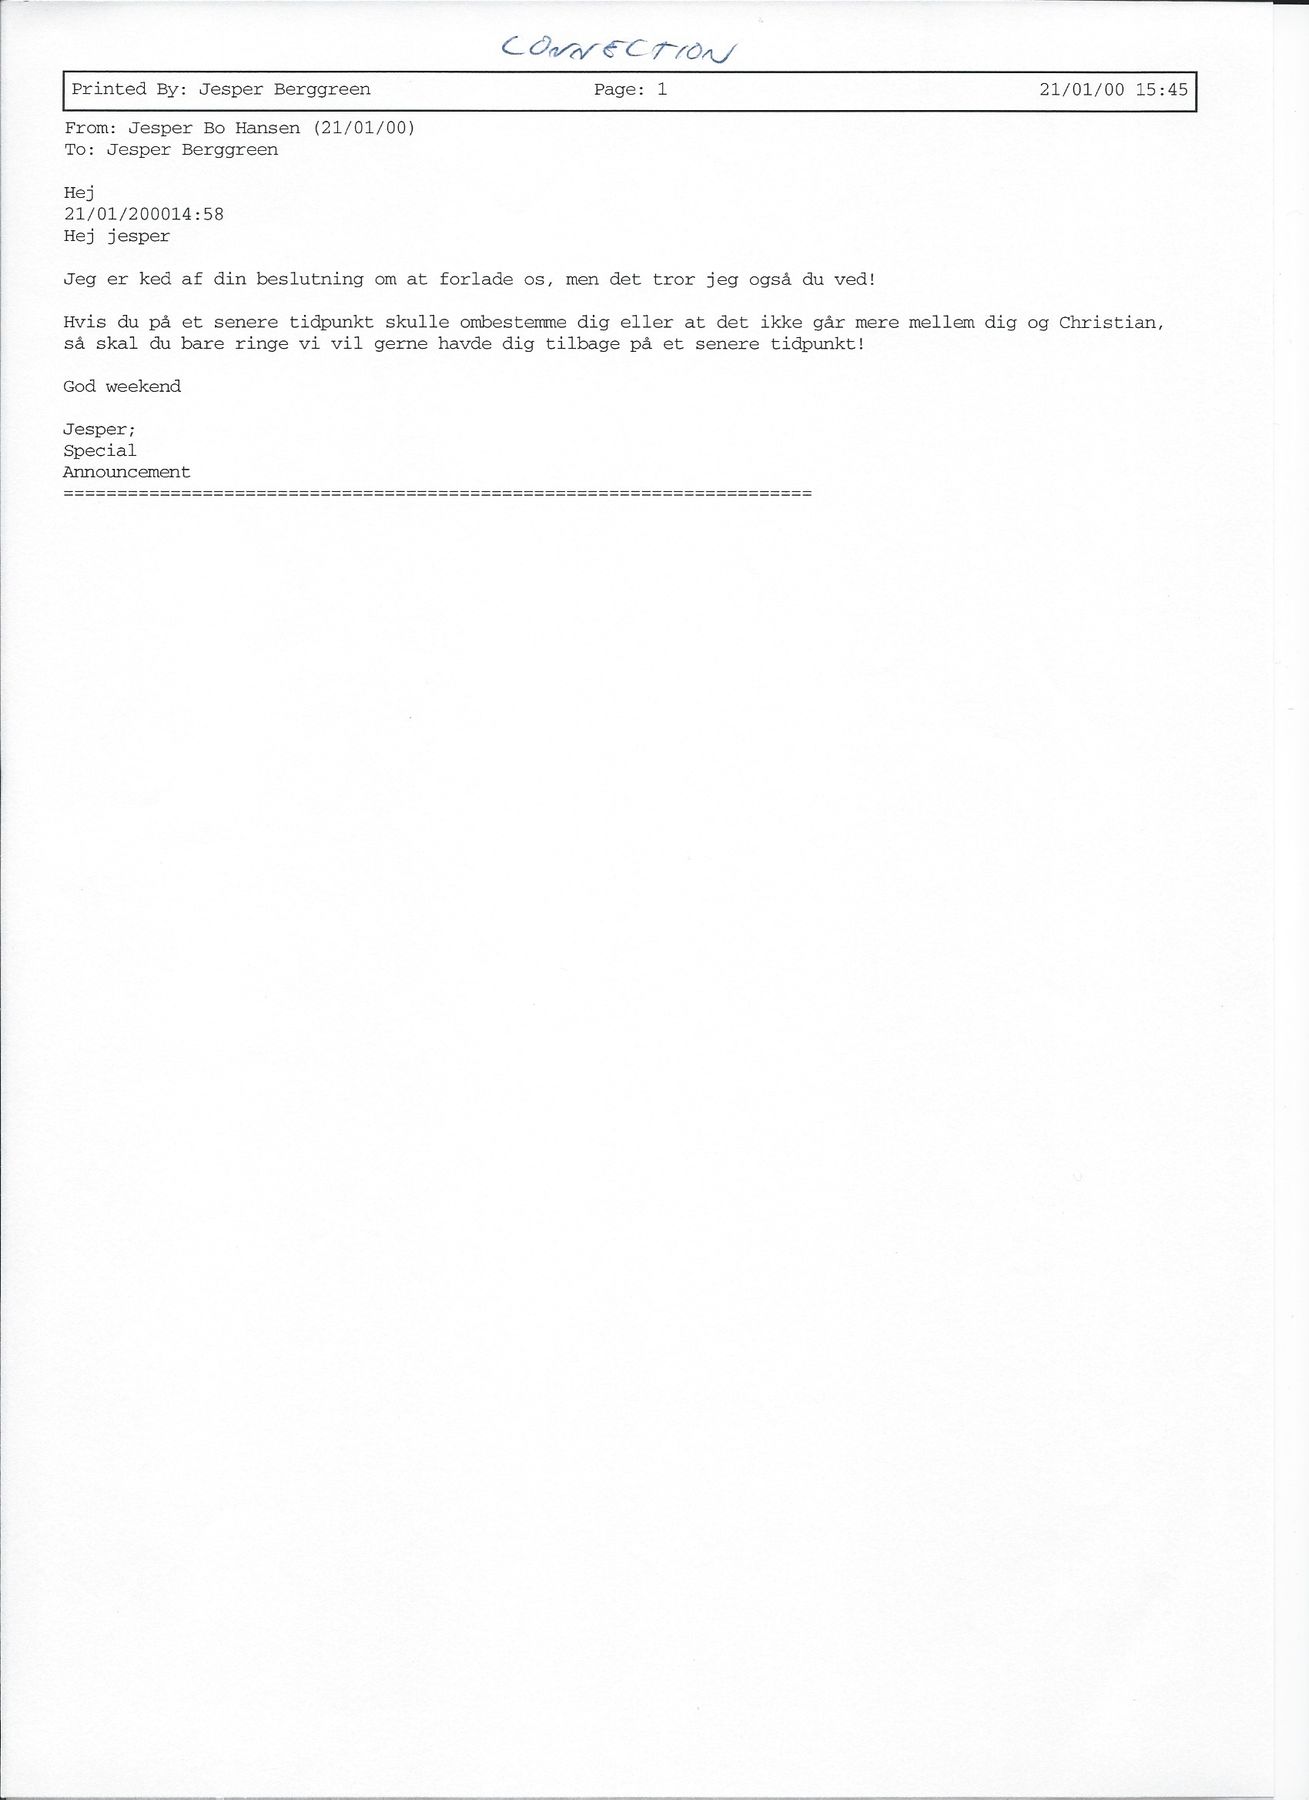 CONNECTION
Printed By: Jesper Berggreen Page: 1 21/01/00 15:45
From: Jesper Bo Hansen (21/01/00)
To: Jesper Berggreen
Hej
21/01/200014:58
Hej jesper
Jeg er ked af din beslutning om at forlade os, men det tror jeg også du ved!
Hvis du på et senere tidpunkt skulle ombestemme dig eller at det ikke går mere mellem dig og Christian,
så skal du bare ringe vi vil gerne havde dig tilbage på et senere tidpunkt!
God weekend
Jesper;
Special
Announcement
======================================================================